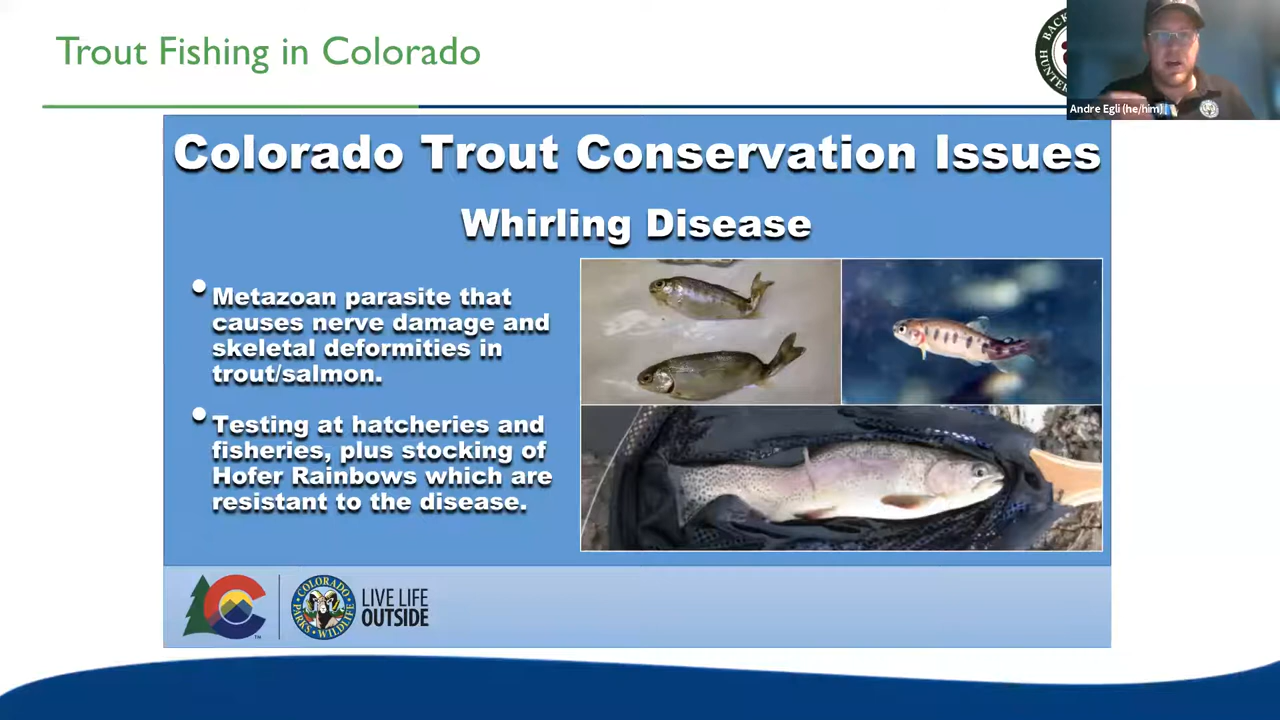 Trout Fishing in Colorado
BACK
HUNTER
Andre Egli (he/him)
Colorado Trout Conservation Issues
Whirling Disease
• Metazoan parasite that
causes nerve damage and
skeletal deformities in
trout/salmon.
• Testing at hatcheries and
fisheries, plus stocking of
Hofer Rainbows which are
resistant to the disease.
COLORADO
PARKS · WILDLIFE
LIVE LIFE
OUTSIDE